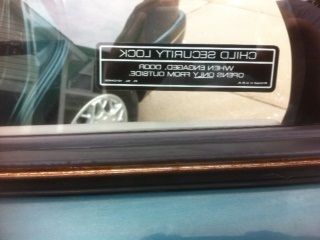 CHILD SECURITY LOCK
WHEN ENGAGED, DOOR
OPENS ONLY FROM OUTSIDE.